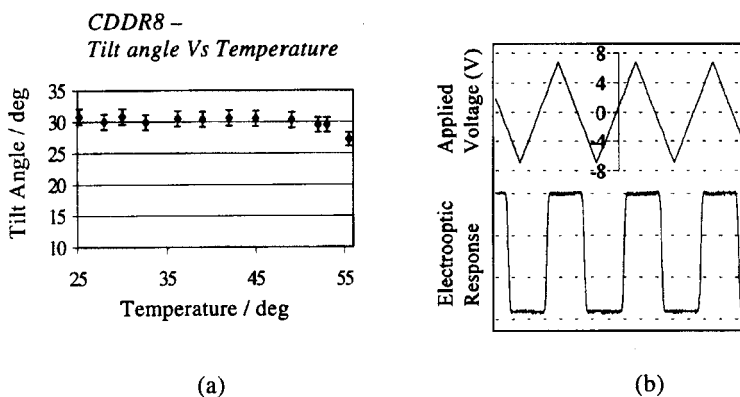 CDDR8 –
Tilt angle Vs Temperature
Tilt Angle / deg
35
30
25
20
15
10
25
35
45
55
Temperature / deg
(a)
Applied
Voltage (V)
8
4
0
-4
-8
Electrooptic
Response
(b)